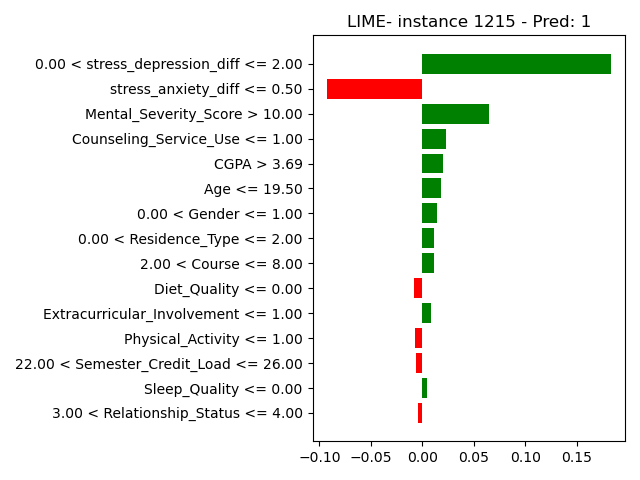 LIME- instance 1215 - Pred: 1
0.00 < stress_depression_diff <= 2.00
stress_anxiety_diff <= 0.50
Mental_Severity_Score > 10.00
Counseling_Service_Use <= 1.00
CGPA > 3.69
Age <= 19.50
0.00 < Gender <= 1.00
0.00 < Residence_Type <= 2.00
2.00 < Course <= 8.00
Diet_Quality <= 0.00
Extracurricular_Involvement <= 1.00
Physical_Activity <= 1.00
22.00 < Semester_Credit_Load <= 26.00
Sleep_Quality <= 0.00
3.00 < Relationship_Status <= 4.00
−0.10 −0.05 0.00 0.05 0.10 0.15